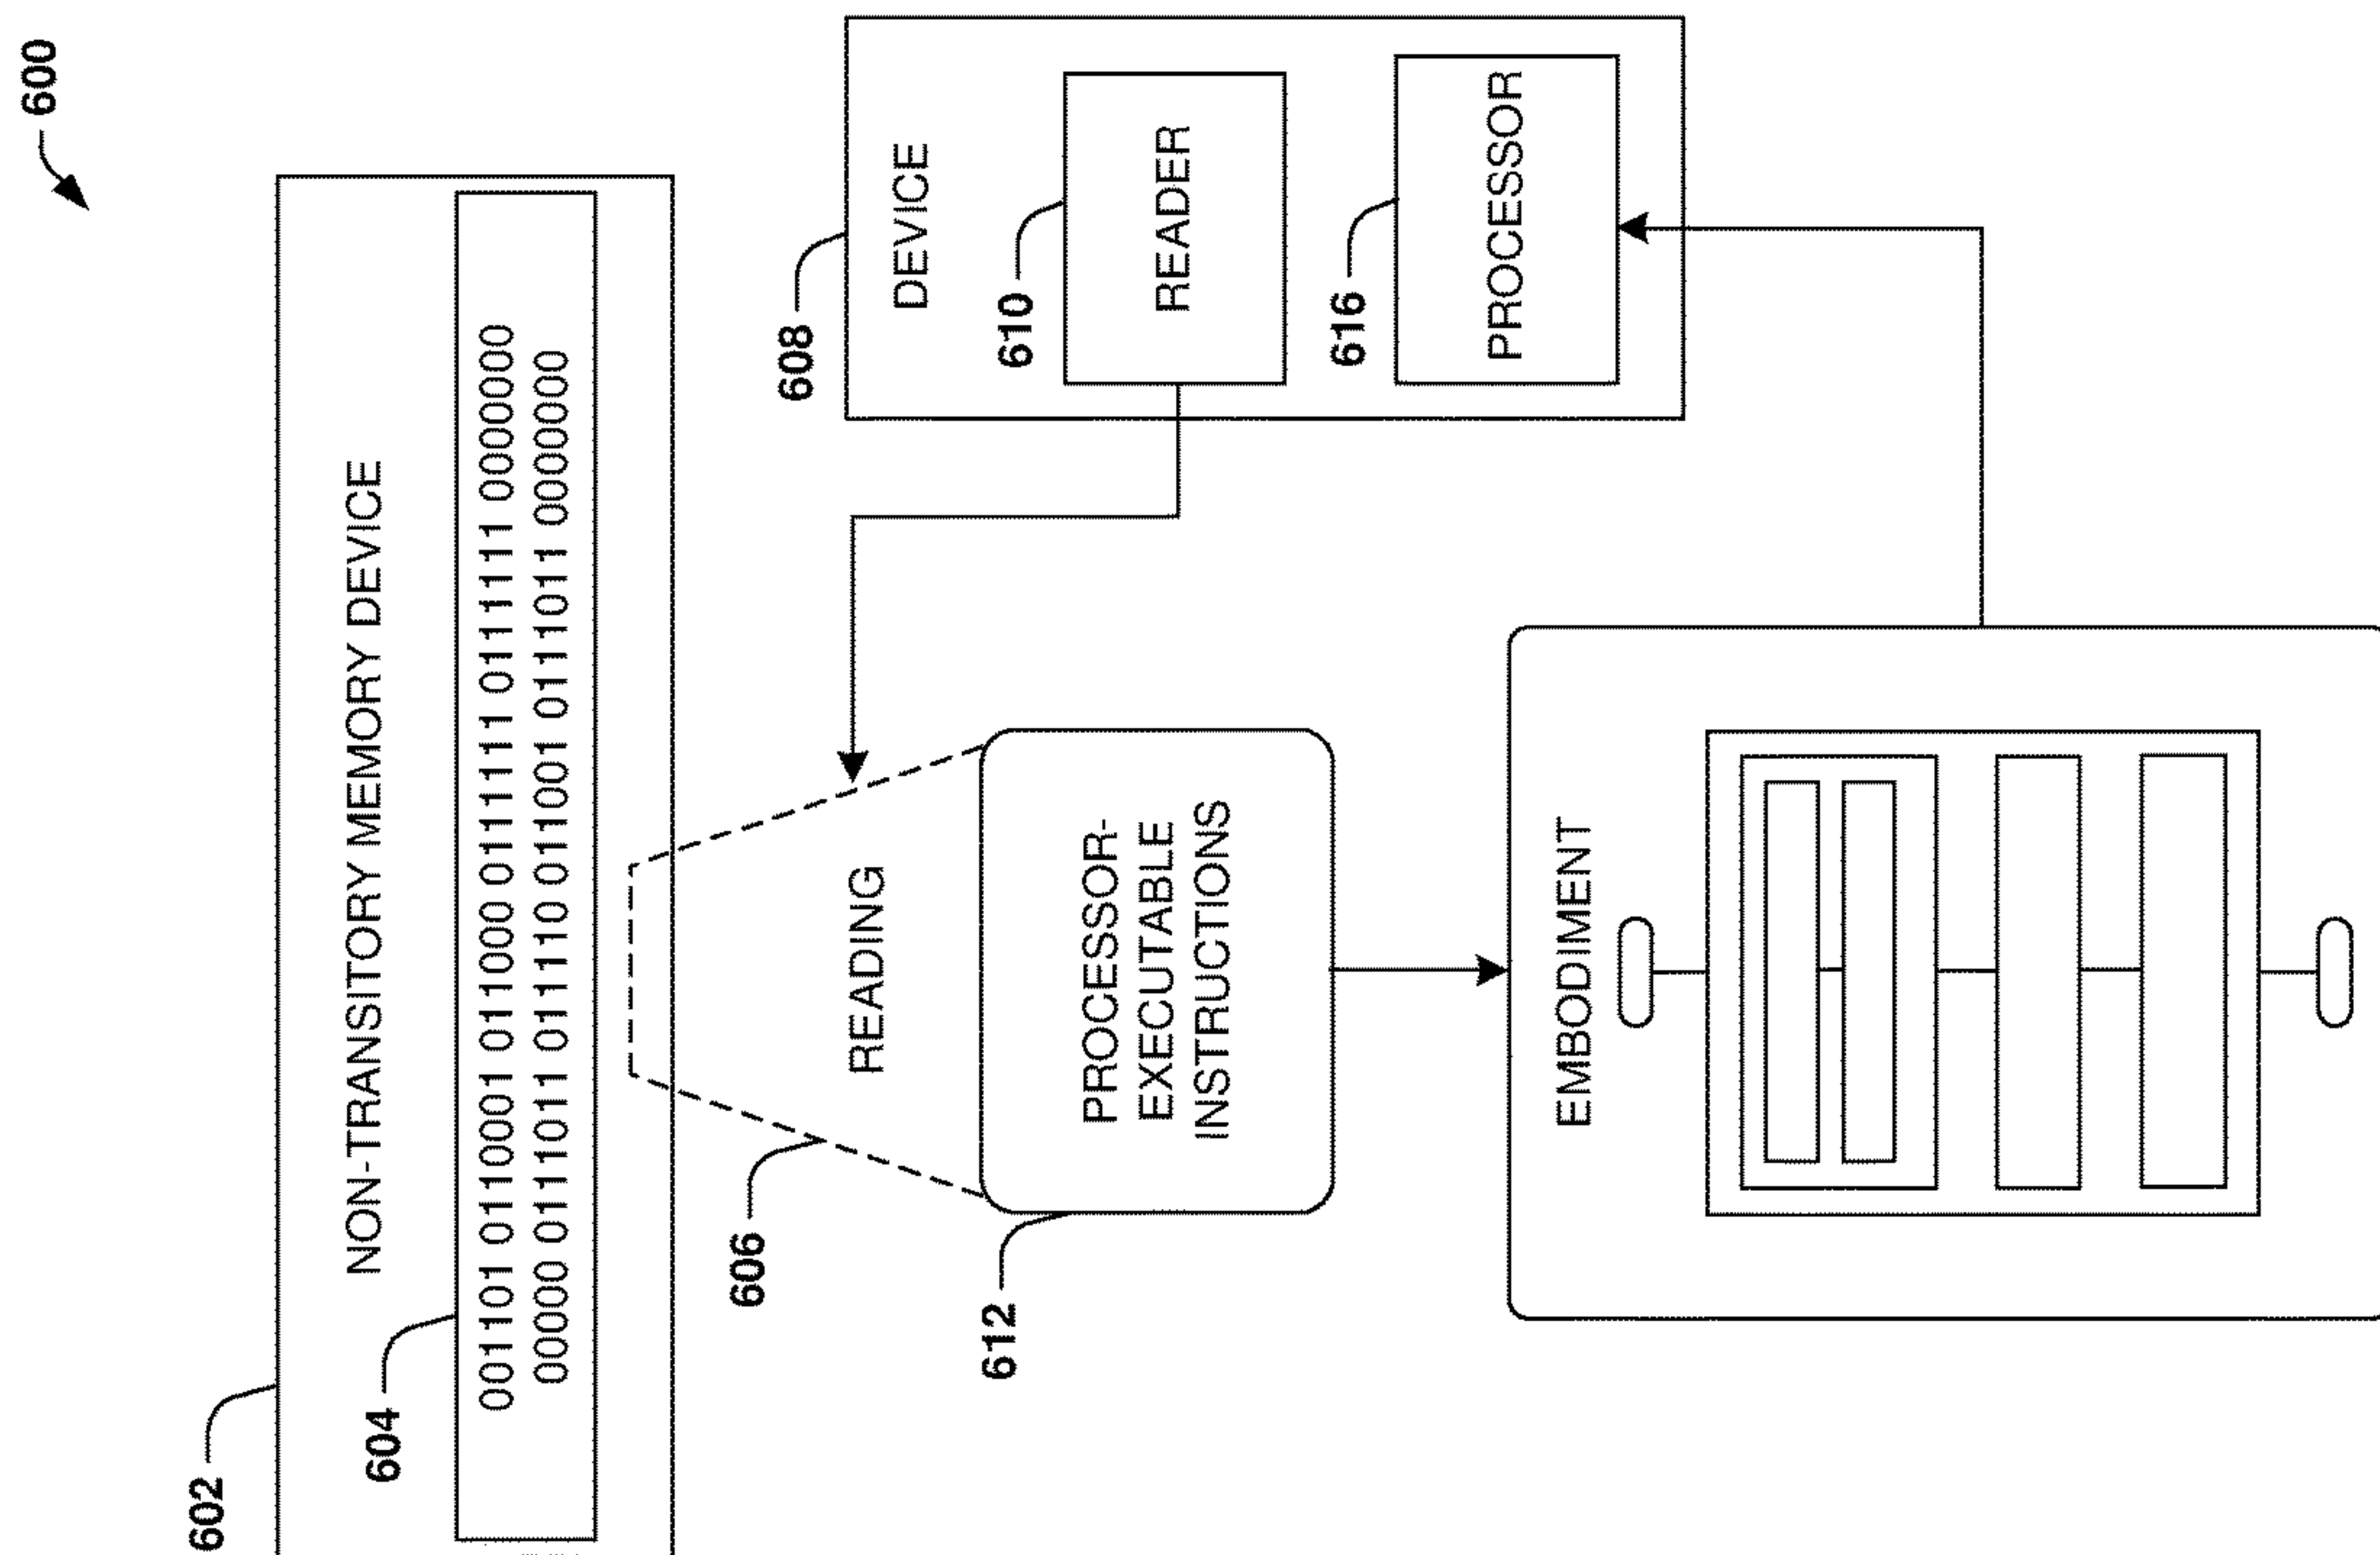 600
602
NON-TRANSITORY MEMORY DEVICE
604
001101 0110001 011000 0111111 0111111 0000000
00000 0111011 011110 011001 0111011 0000000
606
READING
612
PROCESSOR-
EXECUTABLE
INSTRUCTIONS
608
DEVICE
610
READER
616
PROCESSOR
EMBODIMENT